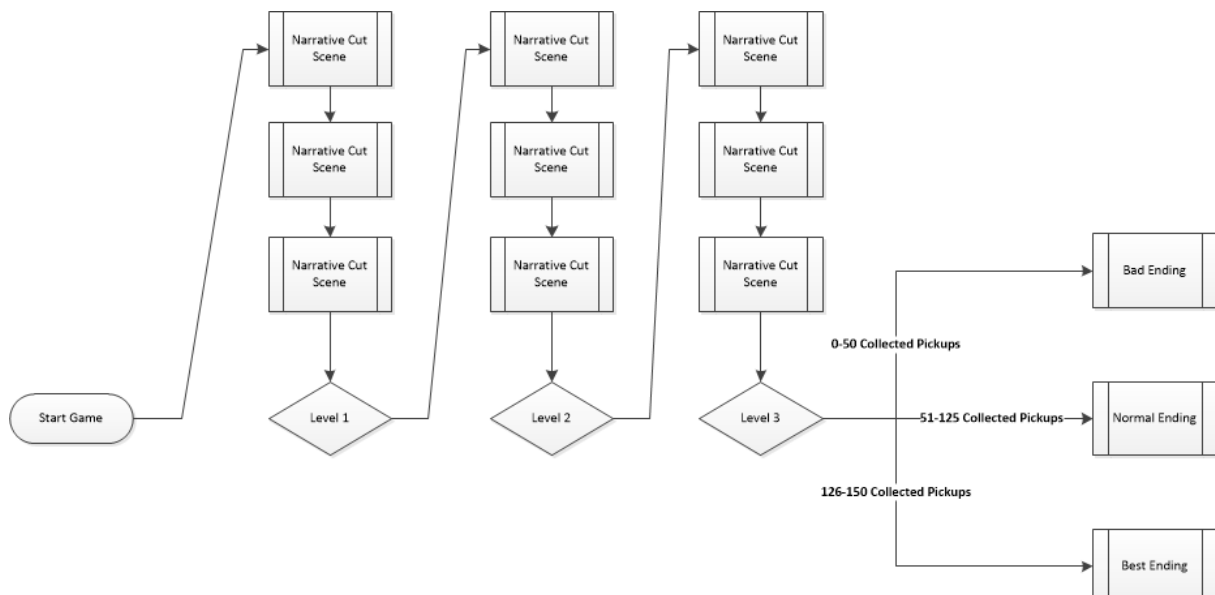 Narrative Cut
Scene
Narrative Cut
Scene
Narrative Cut
Scene
Narrative Cut
Scene
Narrative Cut
Scene
Narrative Cut
Scene
Narrative Cut
Scene
Narrative Cut
Scene
Narrative Cut
Scene
Bad Ending
0-50 Collected Pickups
Start Game
Level 1
Level 2
Level 3
51-125 Collected Pickups
Normal Ending
126-150 Collected Pickups
Best Ending